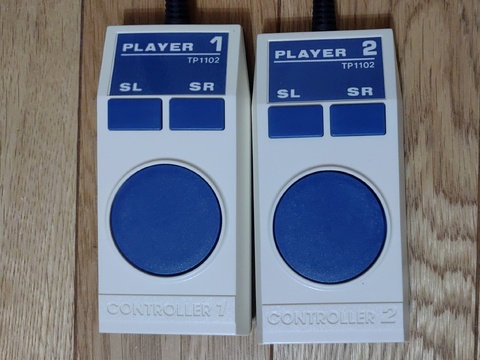 PLAYER 1
TP1102
SL SR
CONTROLLER 1
PLAYER 2
TP1102
SL SR
CONTROLLER 2